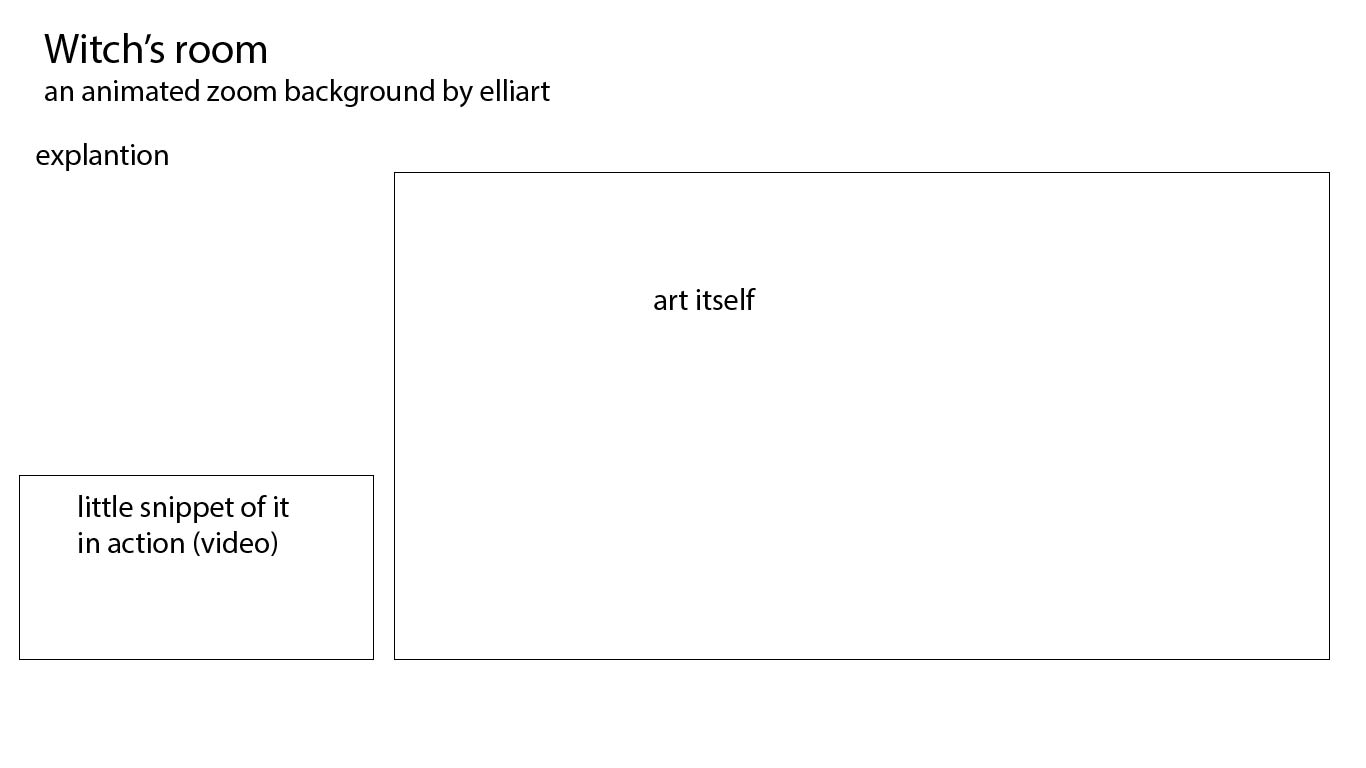 Witch’s room
an animated zoom background by elliart
explantion
art itself
little snippet of it
in action (video)